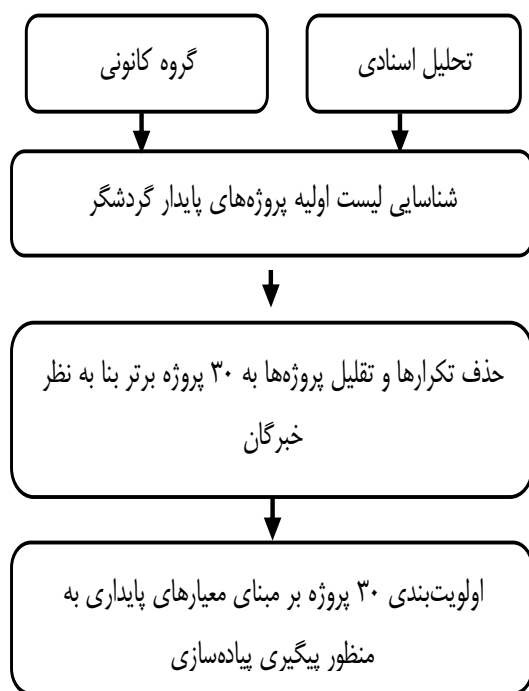 تحلیل اسنادی
گروه کانونی
شناسایی لیست اولیه پروژه‌های پایدار گردشگر
حذف تکرارها و تقلیل پروژه‌ها به ۳۰ پروژه برتر بنا به نظر
خبرگان
اولویت‌بندی ۳۰ پروژه بر مبنای معیارهای پایداری به
منظور پیگیری پیاده‌سازی